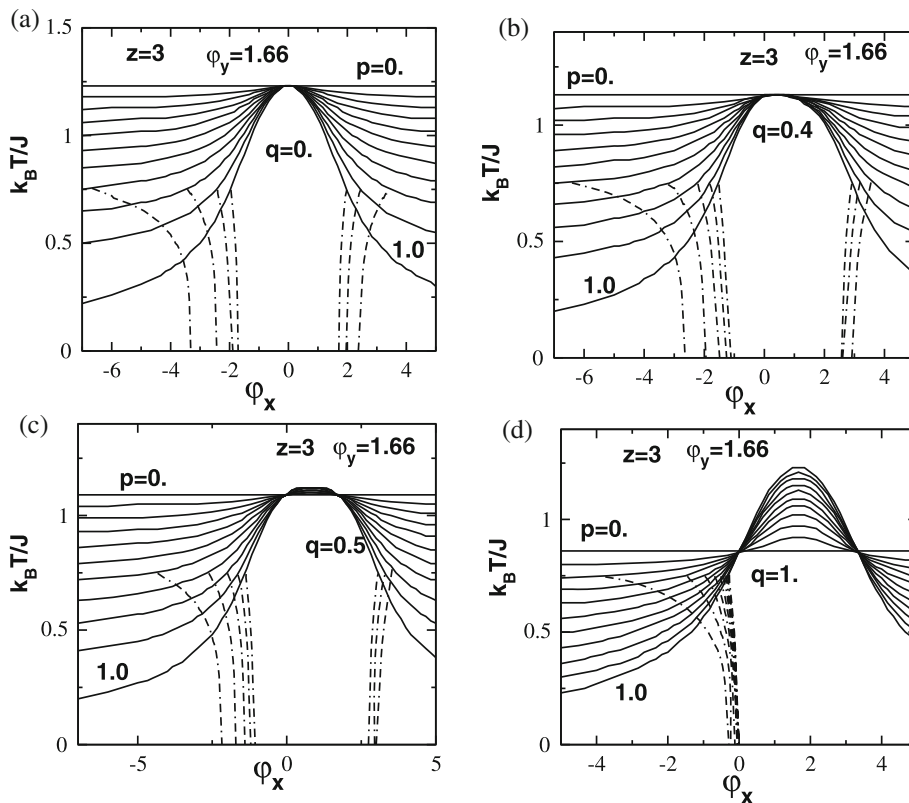 (a)
z=3 φy=1.66
p=0.
q=0.
1.0
kBT/J
1.5
1
0.5
0
-6 -4 -2 0 2 4
φx
(b)
z=3 φy=1.66
p=0.
q=0.4
1.0
kBT/J
1
0.5
0
-6 -4 -2 0 2 4
φx
(c)
z=3 φy=1.66
p=0.
q=0.5
1.0
kBT/J
1
0.5
0
-5 0 5
φx
(d)
z=3 φy=1.66
p=0.
q=1.
1.0
kBT/J
1
0.5
0
-4 -2 0 2 4
φx